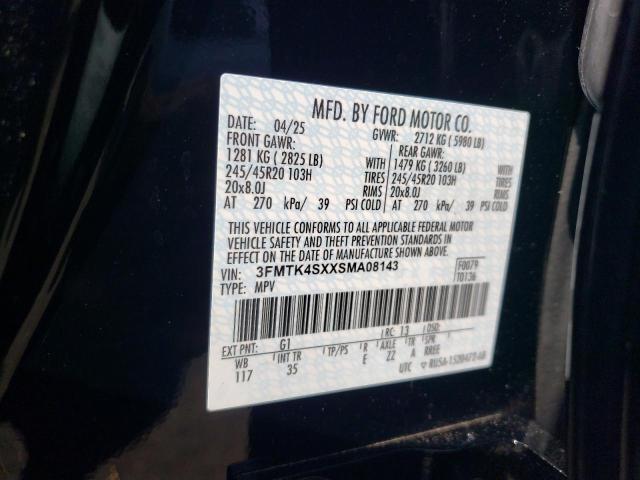 MFD. BY FORD MOTOR CO.
DATE: 04/25 GVWR: 2712 KG (5980 LB)
FRONT GAWR: REAR GAWR:
1281 KG (2825 LB) WITH 1479 KG (3260 LB) WITH
245/45R20 103H TIRES 245/45R20 103H TIRES
20x8.0J RIMS 20x8.0J RIMS
AT 270 kPa/ 39 PSI COLD AT 270 kPa/ 39 PSI COLD
THIS VEHICLE CONFORMS TO ALL APPLICABLE FEDERAL MOTOR
VEHICLE SAFETY AND THEFT PREVENTION STANDARDS IN
EFFECT ON THE DATE OF MANUFACTURE SHOWN ABOVE.
VIN: 3FMTK4SXXSMA08143 F0079
TYPE: MPV T0136
EXT PNT: G1 RC: 13 DSO:
WB INT TR TP/PS R AXLE TR SPR
117 35 E ZZ A RREE
UTC